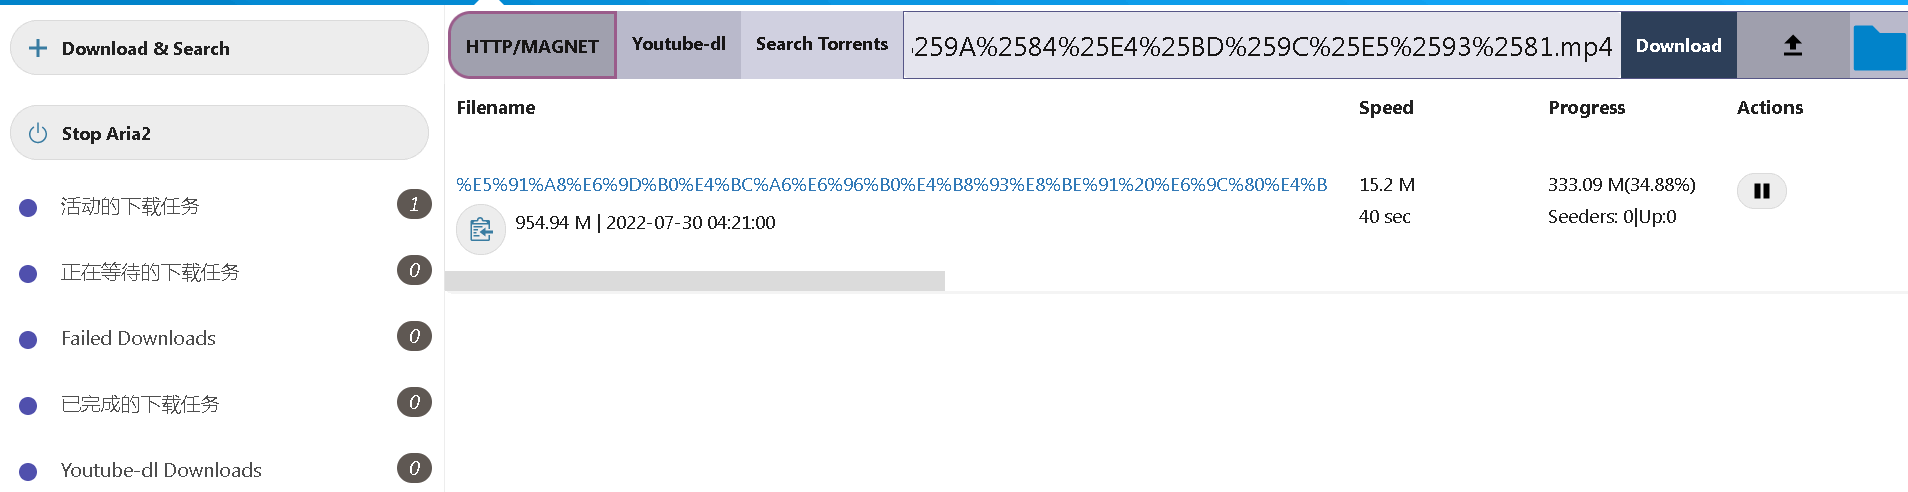 Download & Search
Stop Aria2
活动的下载任务 1
正在等待的下载任务 0
Failed Downloads 0
已完成的下载任务 0
Youtube-dl Downloads 0
HTTP/MAGNET Youtube-dl Search Torrents 259A%2584%25E4%25BD%259C%25E5%2593%2581.mp4 Download
Filename Speed Progress Actions
%E5%91%A8%E6%9D%B0%E4%BC%A6%E6%96%B0%E4%B8%93%E8%BE%91%20%E6%9C%80%E4%B 15.2 M 333.09 M(34.88%)
954.94 M | 2022-07-30 04:21:00 40 sec Seeders: 0|Up:0